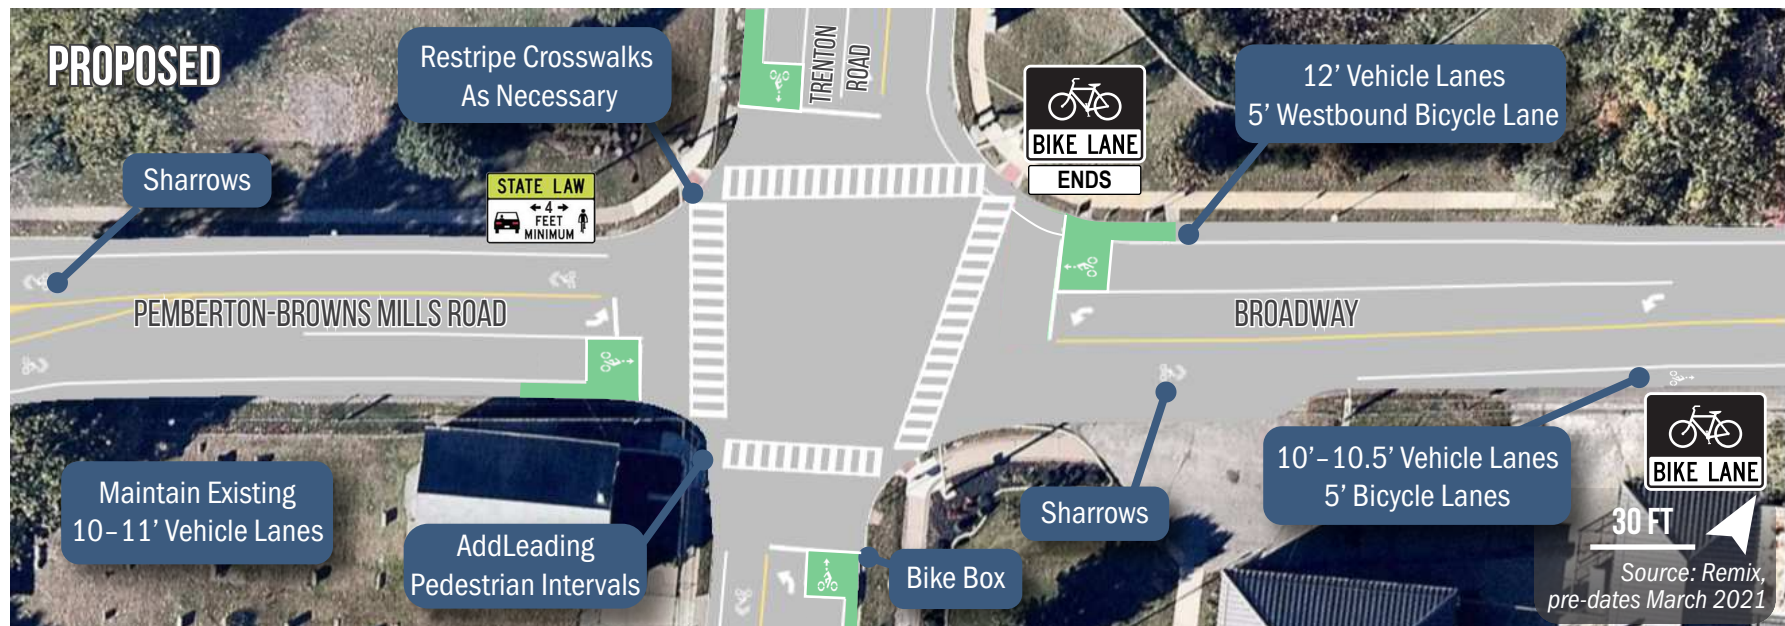 PROPOSED
Restripe Crosswalks
As Necessary
TRENTON
ROAD
12’ Vehicle Lanes
5’ Westbound Bicycle Lane
BIKE LANE
ENDS
Sharrows
STATE LAW
4
FEET
MINIMUM
PEMBERTON-BROWNS MILLS ROAD
BROADWAY
Maintain Existing
10–11’ Vehicle Lanes
AddLeading
Pedestrian Intervals
Bike Box
Sharrows
10’–10.5’ Vehicle Lanes
5’ Bicycle Lanes
BIKE LANE
30 FT
Source: Remix,
pre-dates March 2021